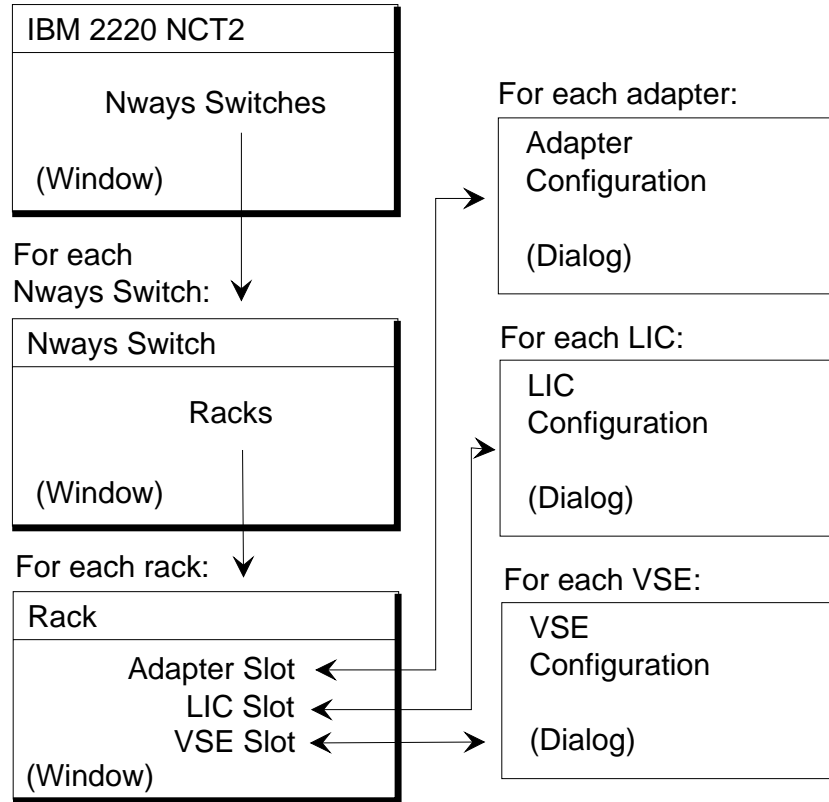 IBM 2220 NCT2
Nways Switches
(Window)
For each
Nways Switch:
Nways Switch
Racks
(Window)
For each rack:
Rack
Adapter Slot
LIC Slot
VSE Slot
(Window)
For each adapter:
Adapter
Configuration
(Dialog)
For each LIC:
LIC
Configuration
(Dialog)
For each VSE:
VSE
Configuration
(Dialog)